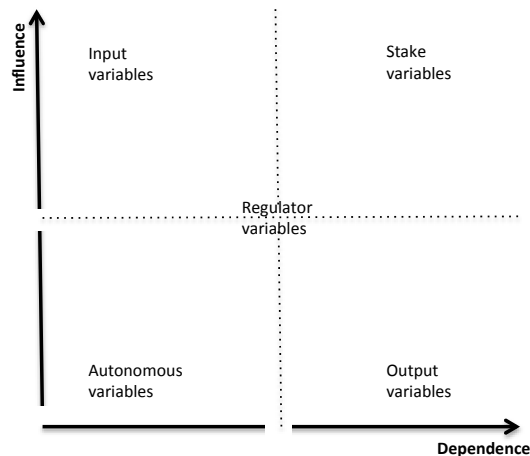 Influence
Input
variables
Stake
variables
Regulator
variables
Autonomous
variables
Output
variables
Dependence